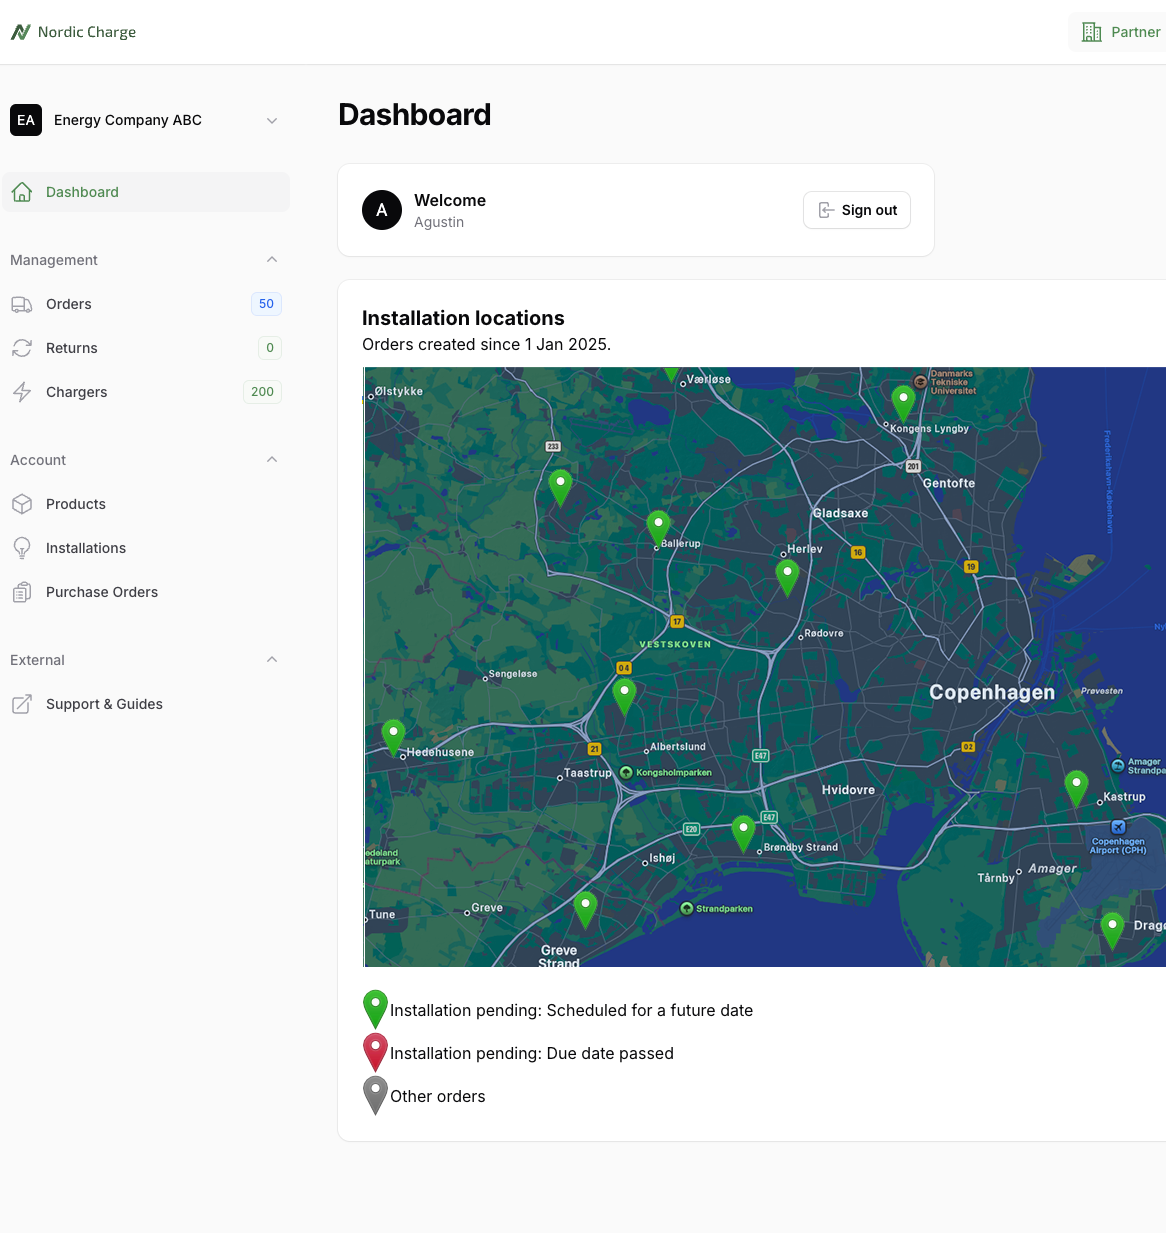 Nordic Charge
Partner
EA
Energy Company ABC
Dashboard
Management
Orders
50
Returns
0
Chargers
200
Account
Products
Installations
Purchase Orders
External
Support & Guides
Dashboard
A
Welcome
Agustin
Sign out
Installation locations
Orders created since 1 Jan 2025.
Ølstykke
Værløse
Danmarks
Tekniske
Universitet
Kongens Lyngby
233
201
Gentofte
Frederikshavn-København
Gladsaxe
Ballerup
Herlev
16
19
17
Rødovre
VESTSKOVEN
04
Sengeløse
Copenhagen
Prøvesten
Hedehusene
21
Albertslund
E47
02
Taastrup
Kongsholmparken
Amager
Hvidovre
Kastrup
E47
E20
Brøndby Strand
Copenhagen
Airport (CPH)
Ishøj
Tårnby
Amager
Tune
Greve
Strandparken
Greve
Strand
Installation pending: Scheduled for a future date
Installation pending: Due date passed
Other orders